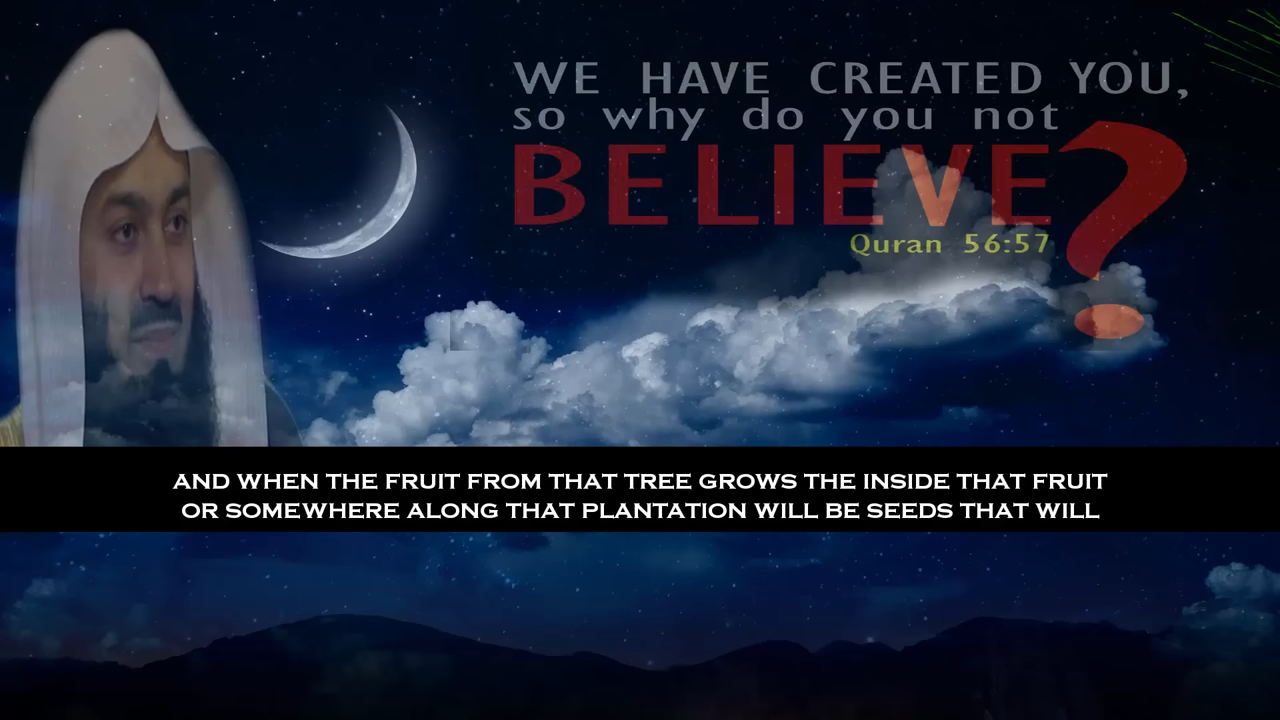 WE HAVE CREATED YOU,
so why do you not
BELIEVE?
Quran 56:57
AND WHEN THE FRUIT FROM THAT TREE GROWS THE INSIDE THAT FRUIT
OR SOMEWHERE ALONG THAT PLANTATION WILL BE SEEDS THAT WILL